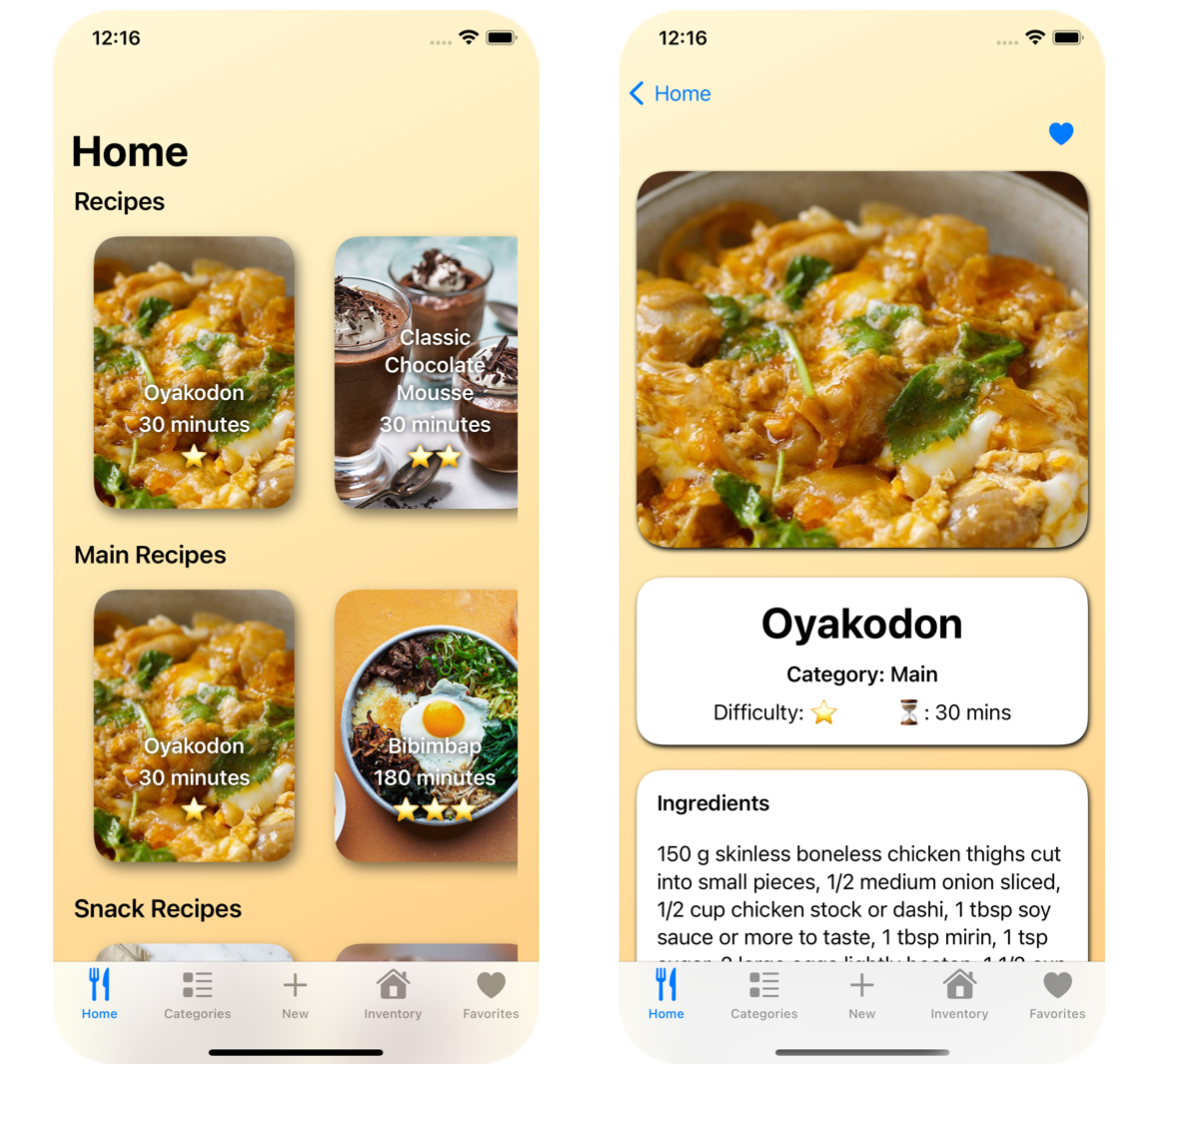 12:16
Home
Recipes
Oyakodon
30 minutes
Classic
Chocolate
Mousse
30 minutes
Main Recipes
Oyakodon
30 minutes
Bibimbap
180 minutes
Snack Recipes
Home
Categories
New
Inventory
Favorites
12:16
Home
Oyakodon
Category: Main
Difficulty:
: 30 mins
Ingredients
150 g skinless boneless chicken thighs cut
into small pieces, 1/2 medium onion sliced,
1/2 cup chicken stock or dashi, 1 tbsp soy
sauce or more to taste, 1 tbsp mirin, 1 tsp
Home
Categories
New
Inventory
Favorites